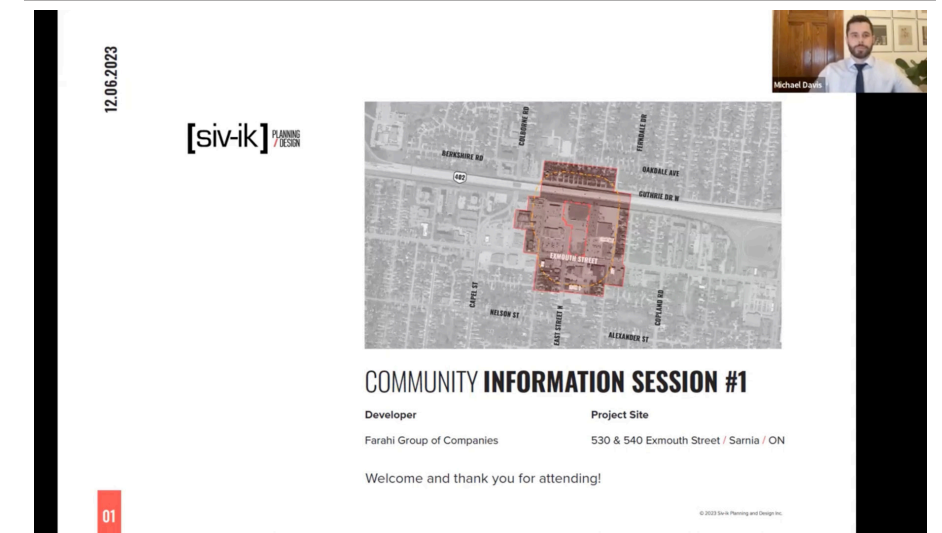 12.06.2023
[siv-ik] PLANNING
/ DESIGN
Michael Davis
COLBORNE RD
FERNDALE DR
BERKSHIRE RD
OAKDALE AVE
402
GUTHRIE DR W
EXMOUTH STREET
CAPEL ST
NELSON ST
EAST STREET N
COPLAND RD
ALEXANDER ST
COMMUNITY INFORMATION SESSION #1
Developer
Project Site
Farahi Group of Companies
530 & 540 Exmouth Street / Sarnia / ON
Welcome and thank you for attending!
01
© 2023 Siv-ik Planning and Design Inc.